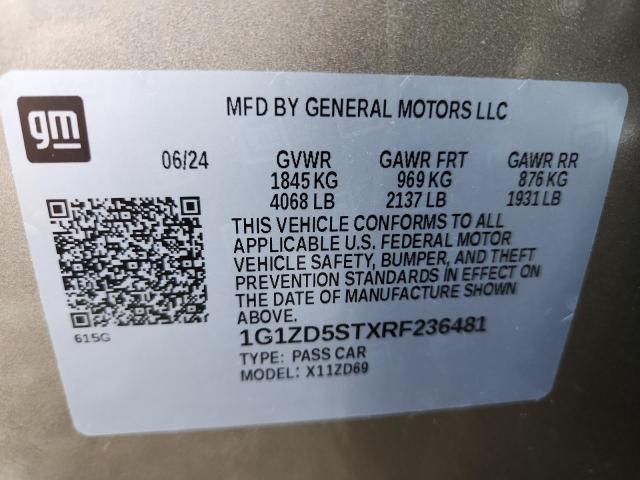 gm
MFD BY GENERAL MOTORS LLC
06/24 GVWR GAWR FRT GAWR RR
1845 KG 969 KG 876 KG
4068 LB 2137 LB 1931 LB
THIS VEHICLE CONFORMS TO ALL
APPLICABLE U.S. FEDERAL MOTOR
VEHICLE SAFETY, BUMPER, AND THEFT
PREVENTION STANDARDS IN EFFECT ON
THE DATE OF MANUFACTURE SHOWN
ABOVE.
615G
1G1ZD5STXRF236481
TYPE: PASS CAR
MODEL: X11ZD69